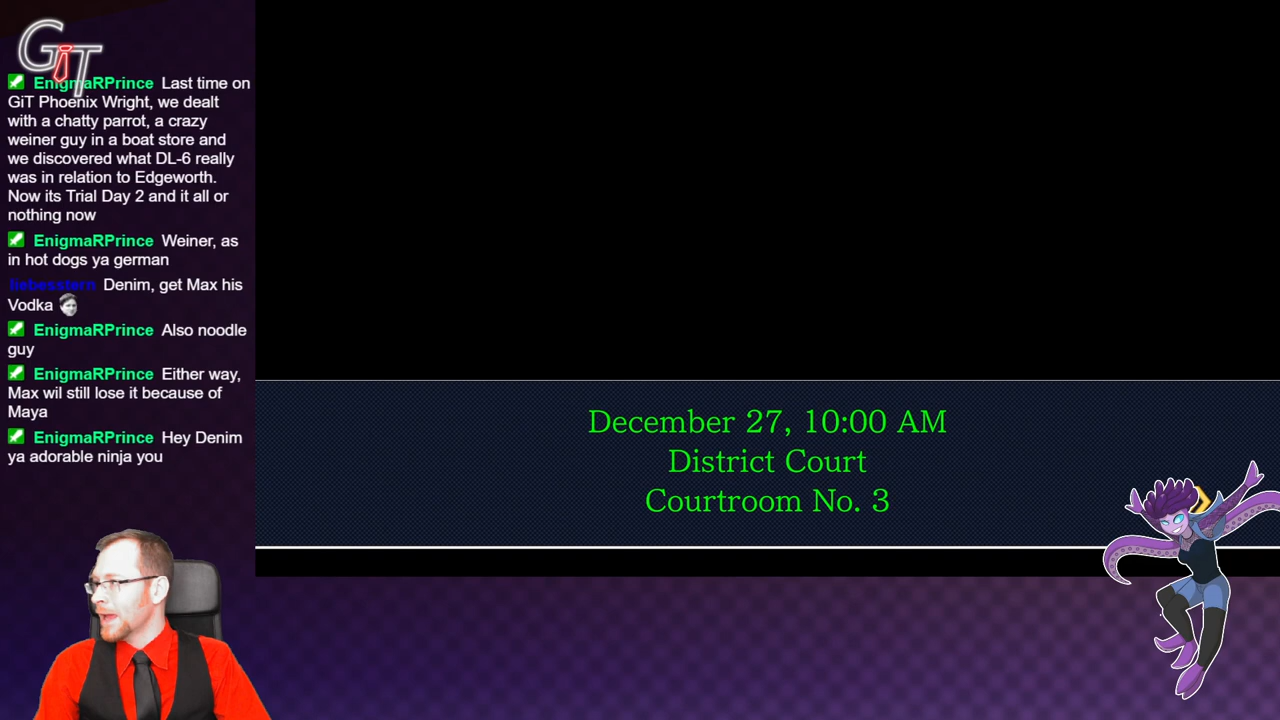 GiT
EnigmaRPrince Last time on
GiT Phoenix Wright, we dealt
with a chatty parrot, a crazy
weiner guy in a boat store and
we discovered what DL-6 really
was in relation to Edgeworth.
Now its Trial Day 2 and it all or
nothing now
EnigmaRPrince Weiner, as
in hot dogs ya german
liebesstern Denim, get Max his
Vodka
EnigmaRPrince Also noodle
guy
EnigmaRPrince Either way,
Max wil still lose it because of
Maya
EnigmaRPrince Hey Denim
ya adorable ninja you
December 27, 10:00 AM
District Court
Courtroom No. 3